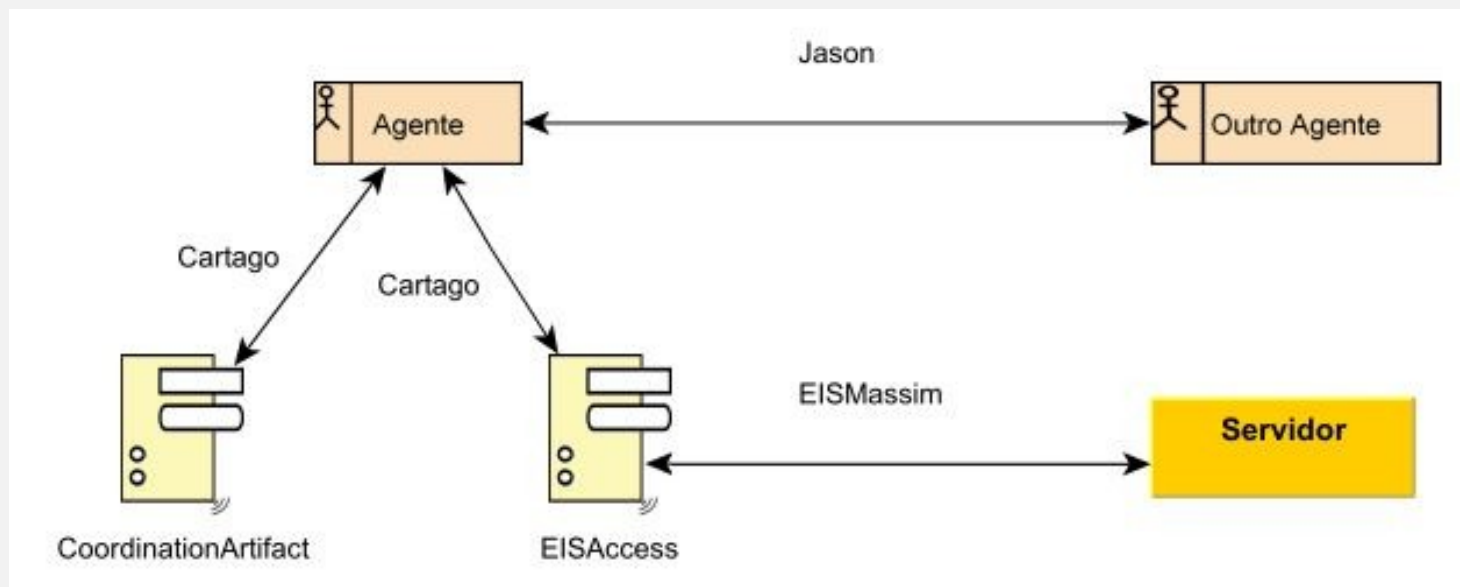 Jason
Agente
Outro Agente
Cartago
Cartago
EISMassim
Servidor
CoordinationArtifact
EISAccess